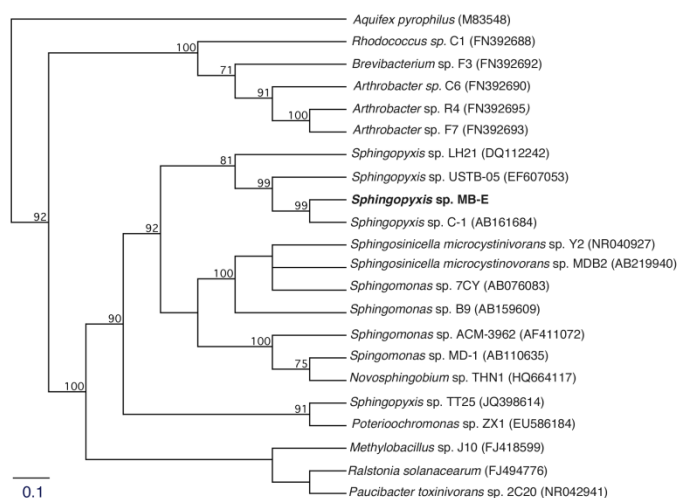 Aquifex pyrophilus (M83548)
100 Rhodococcus sp. C1 (FN392688)
71 Brevibacterium sp. F3 (FN392692)
91 Arthrobacter sp. C6 (FN392690)
Arthrobacter sp. R4 (FN392695)
100
Arthrobacter sp. F7 (FN392693)
81 Sphingopyxis sp. LH21 (DQ112242)
99 Sphingopyxis sp. USTB-05 (EF607053)
99 Sphingopyxis sp. MB-E
92
Sphingopyxis sp. C-1 (AB161684)
92
Sphingosinicella microcystinivorans sp. Y2 (NR040927)
100 Sphingosinicella microcystinovorans sp. MDB2 (AB219940)
Sphingomonas sp. 7CY (AB076083)
Sphingomonas sp. B9 (AB159609)
90
100 Sphingomonas sp. ACM-3962 (AF411072)
75 Spingomonas sp. MD-1 (AB110635)
Novosphingobium sp. THN1 (HQ664117)
100
91 Sphingopyxis sp. TT25 (JQ398614)
Poterioochromonas sp. ZX1 (EU586184)
Methylobacillus sp. J10 (FJ418599)
Ralstonia solanacearum (FJ494776)
0.1 Paucibacter toxinivorans sp. 2C20 (NR042941)